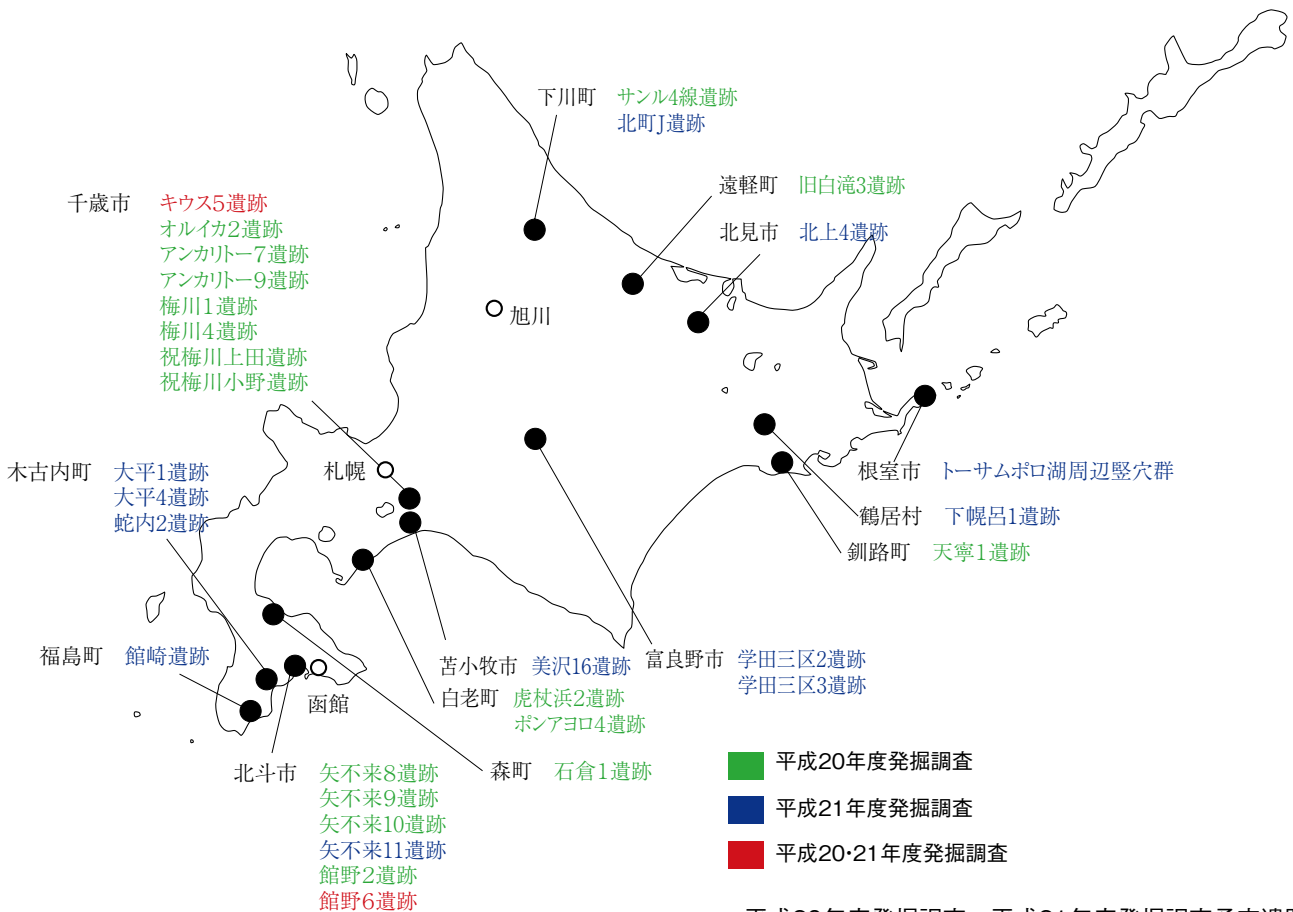 下川町 サンル4線遺跡
北町J遺跡
遠軽町 旧白滝3遺跡
北見市 北上4遺跡
千歳市 キウス5遺跡
オルイカ2遺跡
アンカリトー7遺跡
アンカリトー9遺跡
梅川1遺跡
梅川4遺跡
祝梅川上田遺跡
祝梅川小野遺跡
旭川
札幌
木古内町 大平1遺跡
大平4遺跡
蛇内2遺跡
根室市 トーサムポロ湖周辺竪穴群
鶴居村 下幌呂1遺跡
釧路町 天寧1遺跡
福島町 館崎遺跡
函館
苫小牧市 美沢16遺跡
白老町 虎杖浜2遺跡
ポンアヨロ4遺跡
富良野市 学田三区2遺跡
学田三区3遺跡
森町 石倉1遺跡
北斗市 矢不来8遺跡
矢不来9遺跡
矢不来10遺跡
矢不来11遺跡
館野2遺跡
館野6遺跡
平成20年度発掘調査
平成21年度発掘調査
平成20・21年度発掘調査